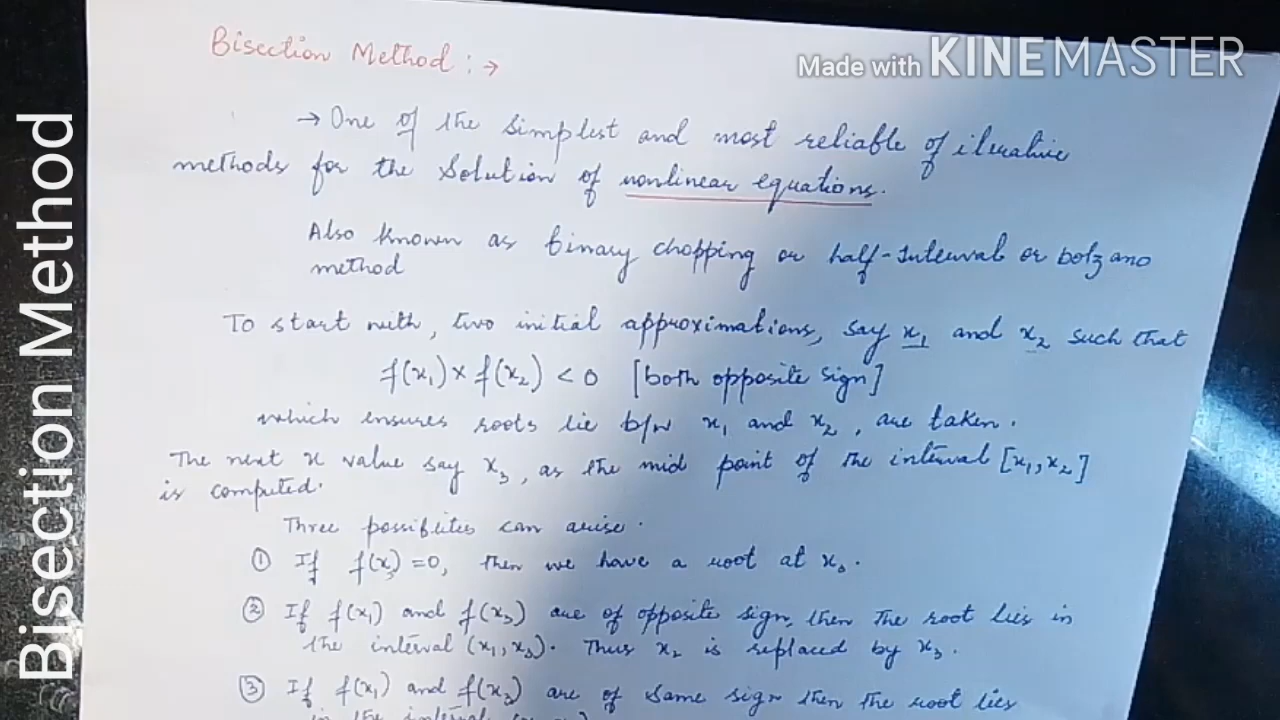 Bisection Method
Made with KINEMASTER
Bisection Method :→
→ One of the simplest and most reliable of iterative
methods for the solution of nonlinear equations.
Also known as binary chopping or half-Interval or bolzano
method
To start with, two initial approximations, say x₁ and x₂ such that
f(x₁) x f(x₂) < 0 [both opposite sign]
which ensures roots lie b/w x₁ and x₂, are taken.
The next x value say x₃, as the mid point of the interval [x₁, x₂]
is computed.
Three possiblities can arise.
① If f(x₃) = 0, then we have a root at x₃.
② If f(x₁) and f(x₃) are of opposite sign, then the root lies in
the interval (x₁, x₃). Thus x₂ is replaced by x₃.
③ If f(x₁) and f(x₃) are of same sign then the root lies
in the interval